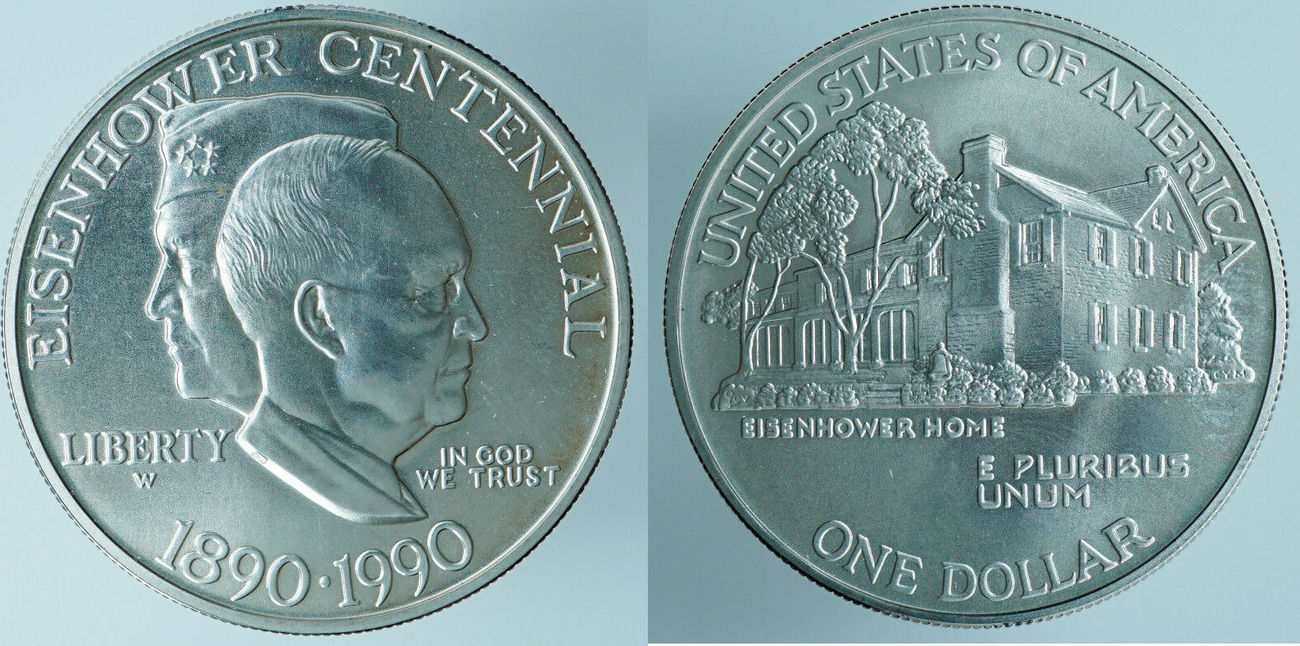 EISENHOWER CENTENNIAL
LIBERTY
W
IN GOD
WE TRUST
1890·1990
UNITED STATES OF AMERICA
EISENHOWER HOME
E PLURIBUS
UNUM
ONE DOLLAR